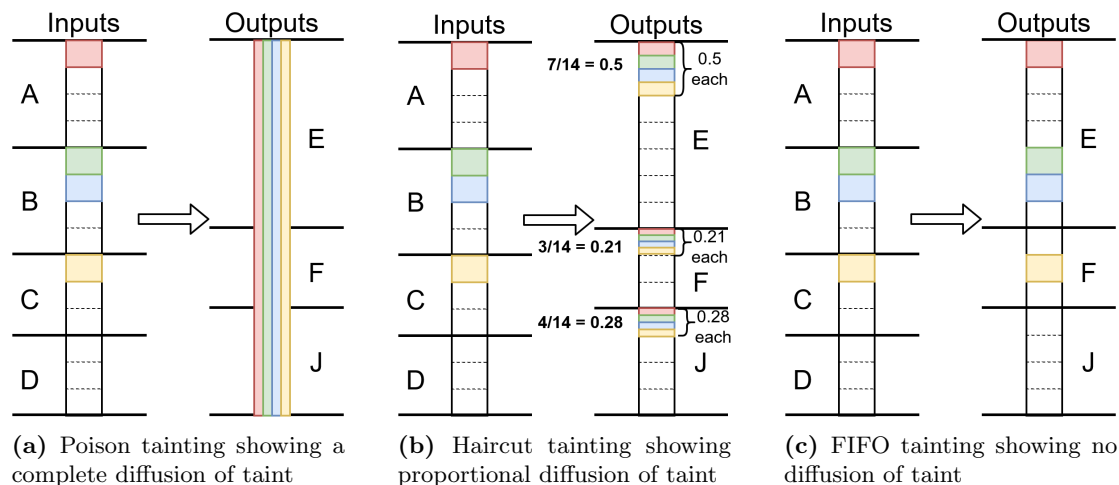 Inputs
Outputs
A
B
C
D
E
F
J
(a) Poison tainting showing a
complete diffusion of taint
Inputs
Outputs
A
B
C
D
7/14 = 0.5
0.5
each
E
3/14 = 0.21
0.21
each
F
4/14 = 0.28
0.28
each
J
(b) Haircut tainting showing
proportional diffusion of taint
Inputs
Outputs
A
B
C
D
E
F
J
(c) FIFO tainting showing no
diffusion of taint